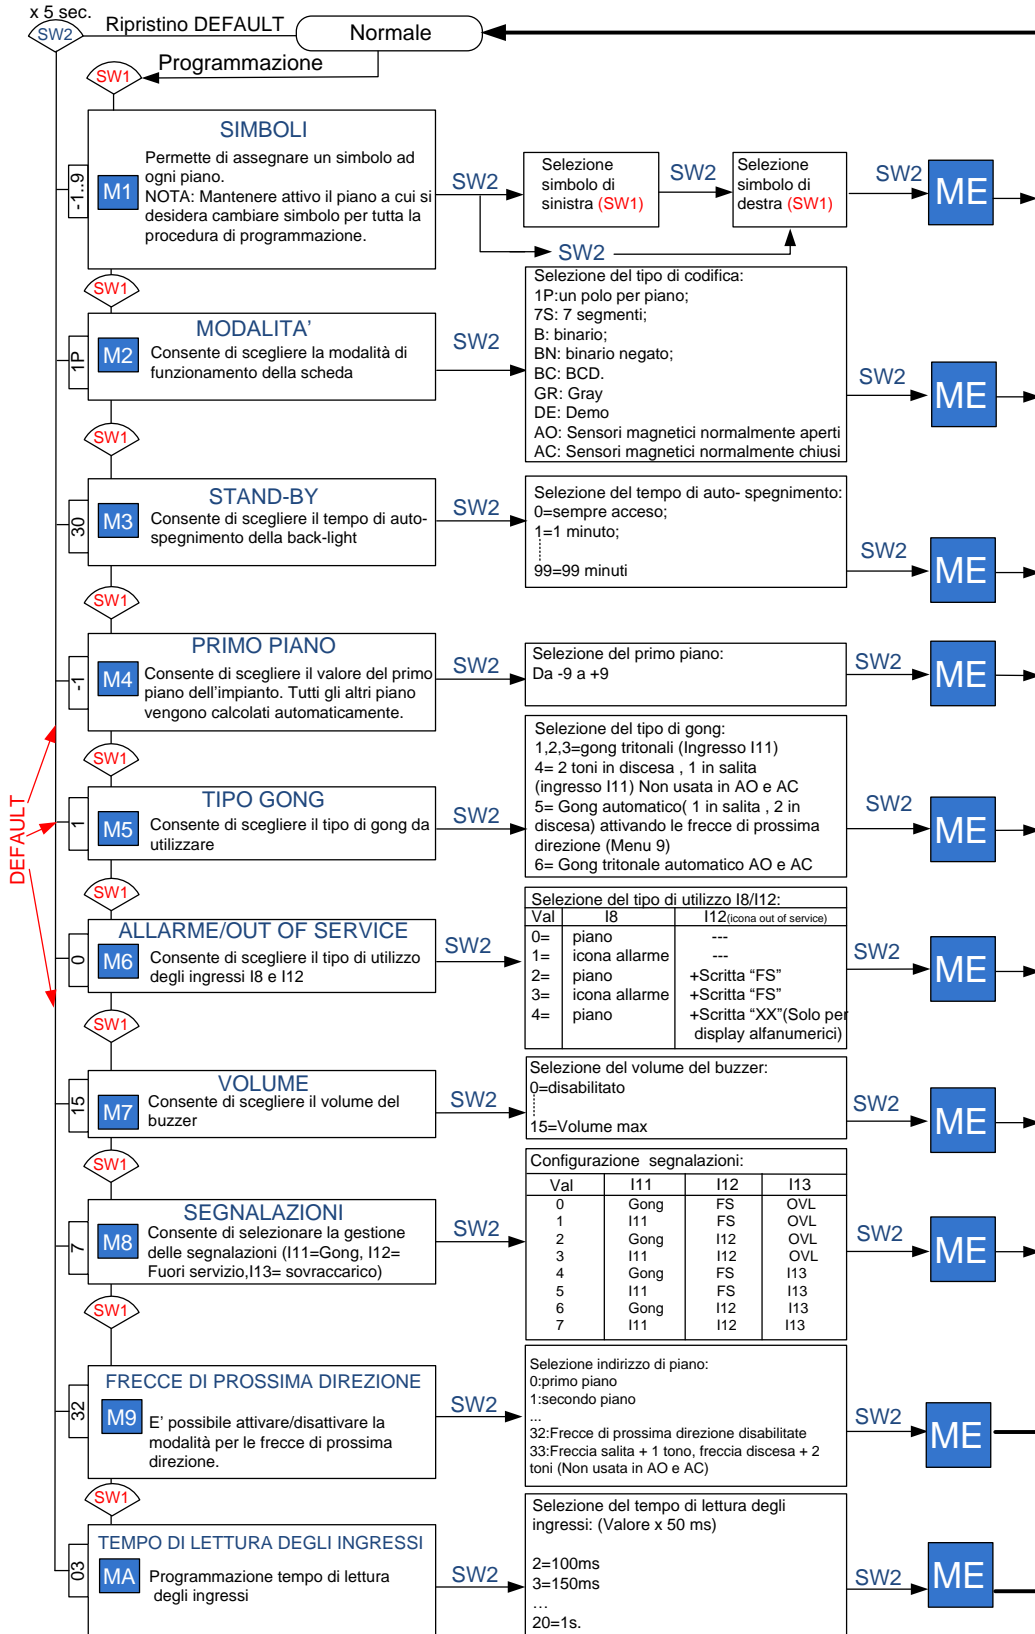 x 5 sec.
SW2
Ripristino DEFAULT
Normale
SW1
Programmazione
-1..9
SIMBOLI
M1
Permette di assegnare un simbolo ad
ogni piano.
NOTA: Mantenere attivo il piano a cui si
desidera cambiare simbolo per tutta la
procedura di programmazione.
SW2
Selezione
simbolo di
sinistra (SW1)
SW2
Selezione
simbolo di
destra (SW1)
SW2
ME
SW2
SW1
1P
MODALITA'
M2
Consente di scegliere la modalità di
funzionamento della scheda
SW2
Selezione del tipo di codifica:
1P:un polo per piano;
7S: 7 segmenti;
B: binario;
BN: binario negato;
BC: BCD.
GR: Gray
DE: Demo
AO: Sensori magnetici normalmente aperti
AC: Sensori magnetici normalmente chiusi
SW2
ME
SW1
30
STAND-BY
M3
Consente di scegliere il tempo di auto-
spegnimento della back-light
SW2
Selezione del tempo di auto- spegnimento:
0=sempre acceso;
1=1 minuto;
99=99 minuti
SW2
ME
SW1
-1
PRIMO PIANO
M4
Consente di scegliere il valore del primo
piano dell'impianto. Tutti gli altri piano
vengono calcolati automaticamente.
SW2
Selezione del primo piano:
Da -9 a +9
SW2
ME
SW1
DEFAULT
1
TIPO GONG
M5
Consente di scegliere il tipo di gong da
utilizzare
SW2
Selezione del tipo di gong:
1,2,3=gong tritonali (Ingresso I11)
4= 2 toni in discesa , 1 in salita
(ingresso I11) Non usata in AO e AC
5= Gong automatico( 1 in salita , 2 in
discesa) attivando le frecce di prossima
direzione (Menu 9)
6= Gong tritonale automatico AO e AC
SW2
ME
SW1
0
ALLARME/OUT OF SERVICE
M6
Consente di scegliere il tipo di utilizzo
degli ingressi I8 e I12
SW2
Selezione del tipo di utilizzo I8/I12:
Val I8 I12(icona out of service)
0= piano ---
1= icona allarme ---
2= piano +Scritta "FS"
3= icona allarme +Scritta "FS"
4= piano +Scritta "XX"(Solo per
display alfanumerici)
SW2
ME
SW1
15
VOLUME
M7
Consente di scegliere il volume del
buzzer
SW2
Selezione del volume del buzzer:
0=disabilitato
15=Volume max
SW2
ME
SW1
7
SEGNALAZIONI
M8
Consente di selezionare la gestione
delle segnalazioni (I11=Gong, I12=
Fuori servizio,I13= sovraccarico)
SW2
Configurazione segnalazioni:
Val I11 I12 I13
0 Gong FS OVL
1 I11 FS OVL
2 Gong I12 OVL
3 I11 I12 OVL
4 Gong FS I13
5 I11 FS I13
6 Gong I12 I13
7 I11 I12 I13
SW2
ME
SW1
32
FRECCE DI PROSSIMA DIREZIONE
M9
E' possibile attivare/disattivare la
modalità per le frecce di prossima
direzione.
SW2
Selezione indirizzo di piano:
0:primo piano
1:secondo piano
...
32:Frecce di prossima direzione disabilitate
33:Freccia salita + 1 tono, freccia discesa + 2
toni (Non usata in AO e AC)
SW2
ME
SW1
03
TEMPO DI LETTURA DEGLI INGRESSI
MA
Programmazione tempo di lettura
degli ingressi
SW2
Selezione del tempo di lettura degli
ingressi: (Valore x 50 ms)
2=100ms
3=150ms
...
20=1s.
SW2
ME